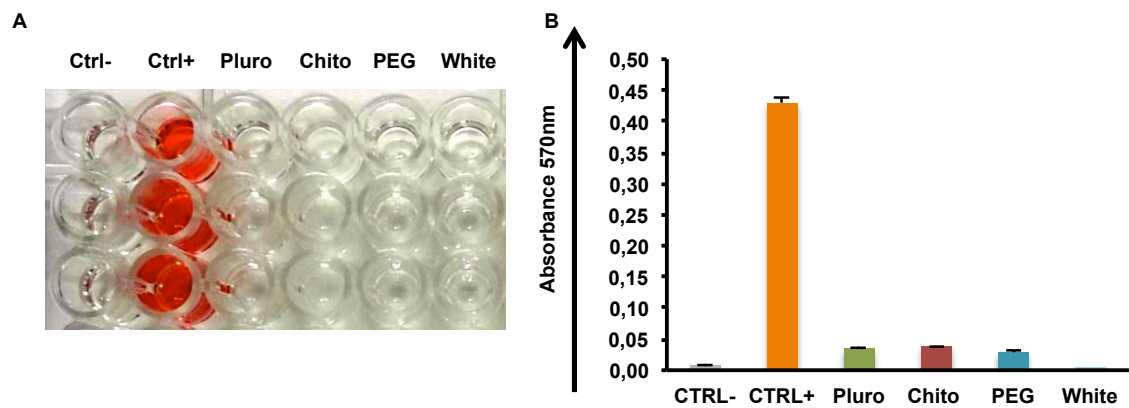 A
Ctrl- Ctrl+ Pluro Chito PEG White
B
Absorbance 570nm
0,50
0,45
0,40
0,35
0,30
0,25
0,20
0,15
0,10
0,05
0,00
CTRL- CTRL+ Pluro Chito PEG White